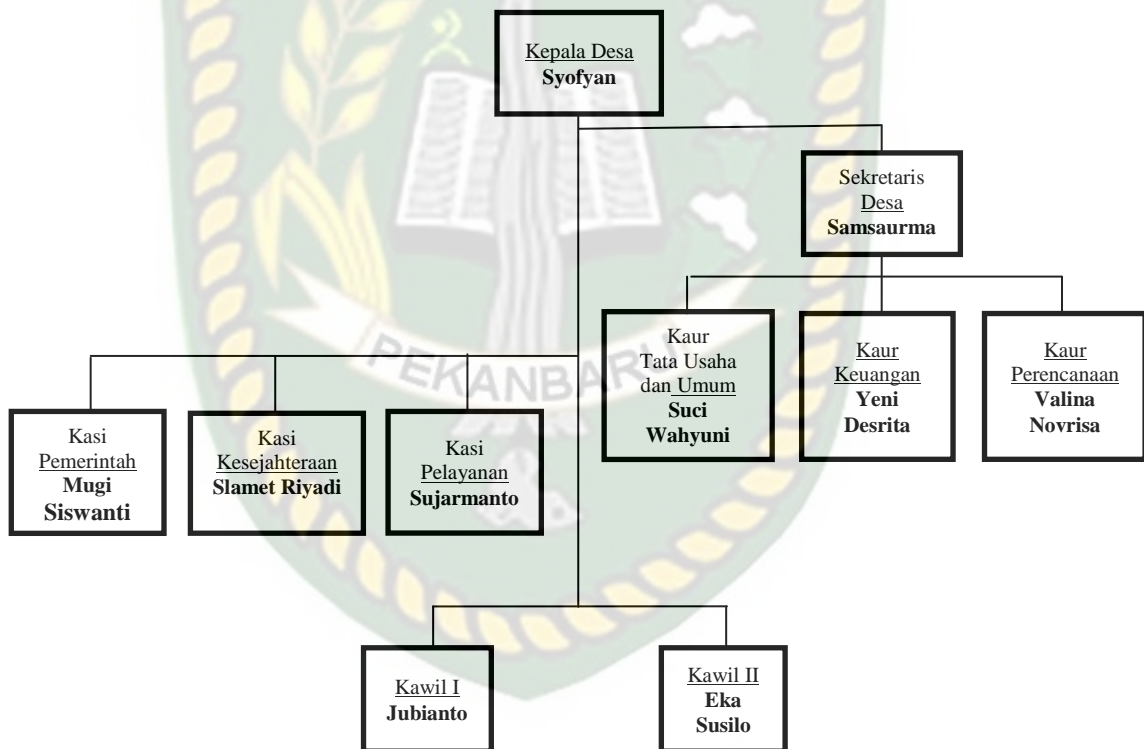 Kepala Desa
Syofyan
Sekretaris
Desa
Samsaurma
Kaur
Tata Usaha
dan Umum
Suci
Wahyuni
Kaur
Keuangan
Yeni
Desrita
Kaur
Perencanaan
Valina
Novrisa
PEKANBARU
Kasi
Pemerintah
Mugi
Siswanti
Kasi
Kesejahteraan
Slamet Riyadi
Kasi
Pelayanan
Sujarmanto
Kawil I
Jubianto
Kawil II
Eka
Susilo